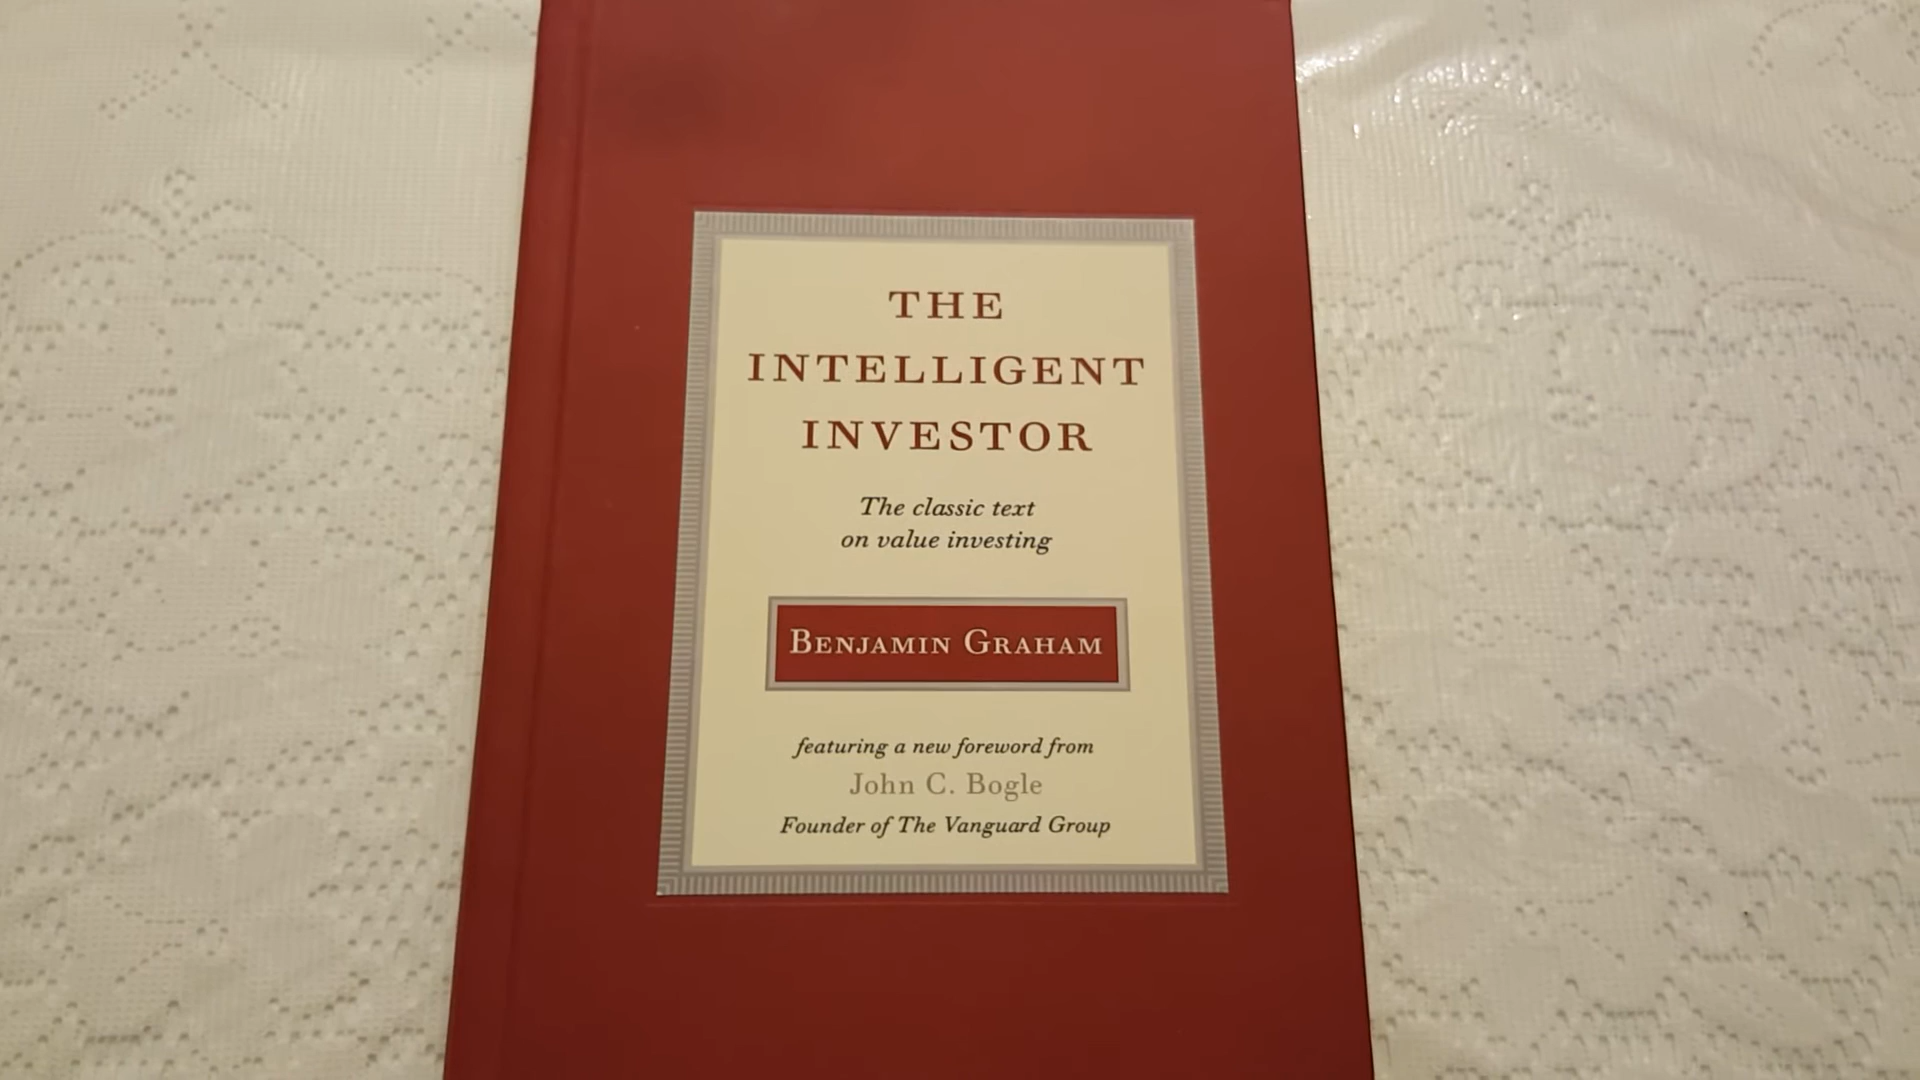 THE
INTELLIGENT
INVESTOR
The classic text
on value investing
BENJAMIN GRAHAM
featuring a new foreword from
John C. Bogle
Founder of The Vanguard Group